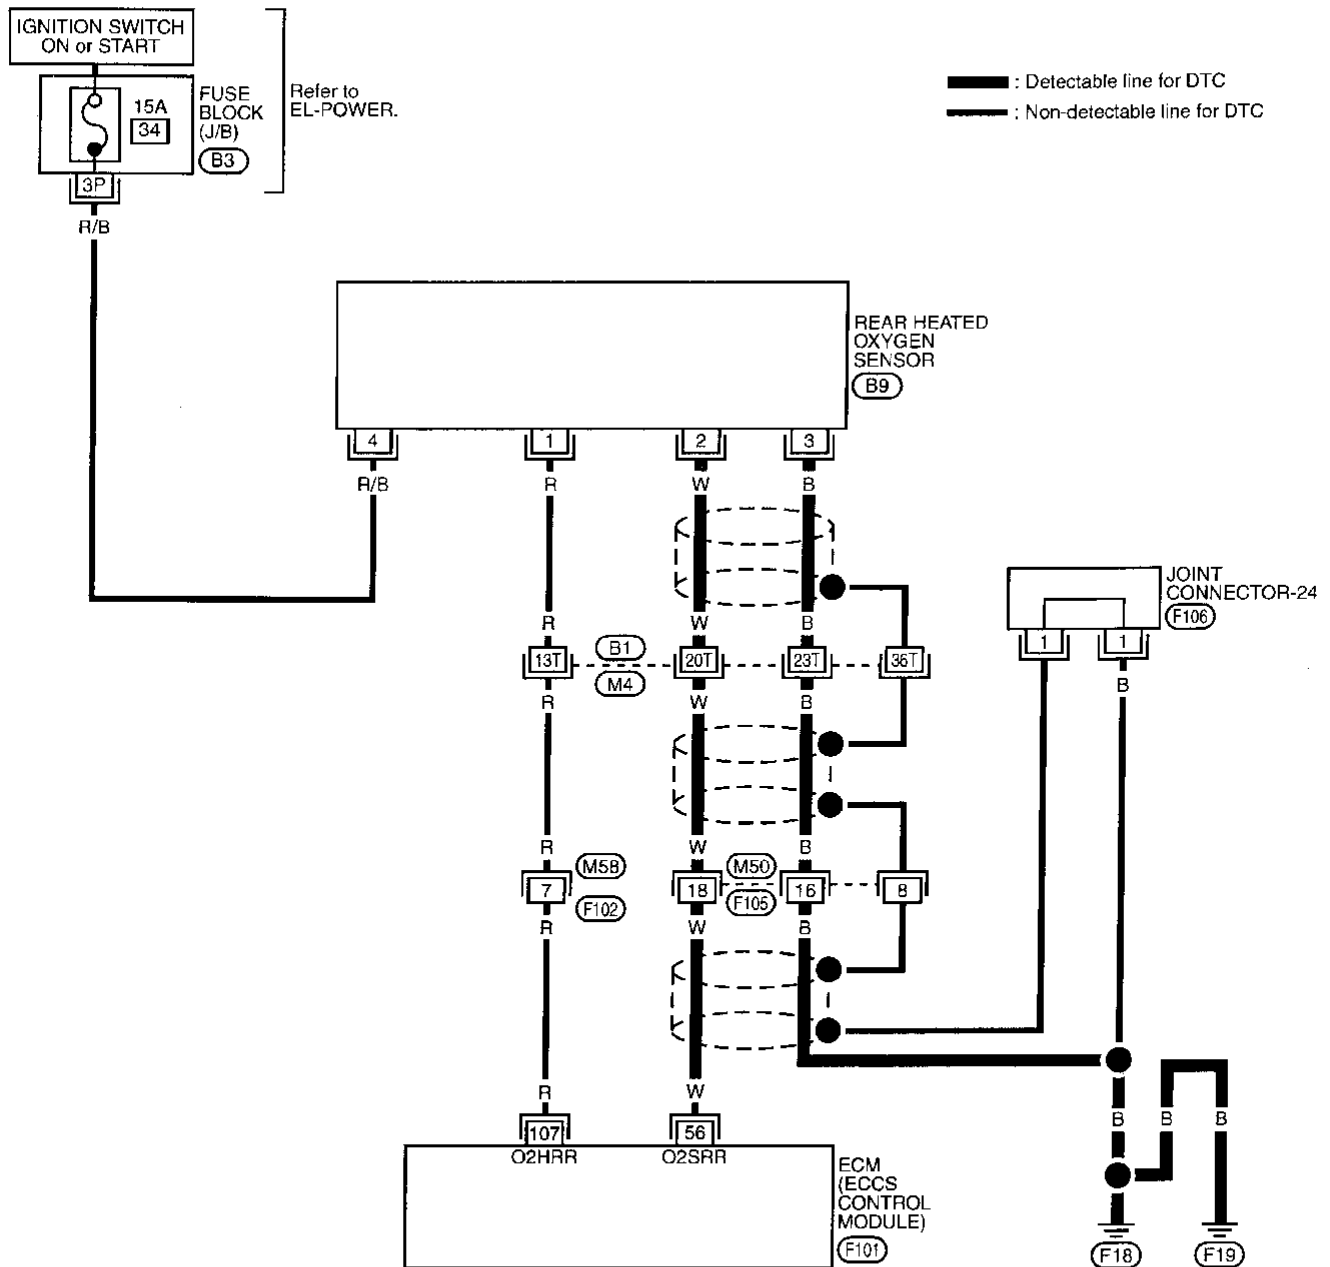 IGNITION SWITCH
ON or START
FUSE
BLOCK
(J/B)
B3
15A
34
3P
Refer to
EL-POWER.
: Detectable line for DTC
: Non-detectable line for DTC
R/B
REAR HEATED
OXYGEN
SENSOR
B9
4
1
2
3
R/B
R
W
B
JOINT
CONNECTOR-24
F106
1
1
B
R
W
B
13T
B1
M4
20T
23T
36T
R
W
B
R
W
B
7
M58
F102
18
M50
F105
16
8
R
W
B
R
W
107
56
O2HRR
O2SRR
ECM
(ECCS
CONTROL
MODULE)
F101
B
B
B
F18
F19